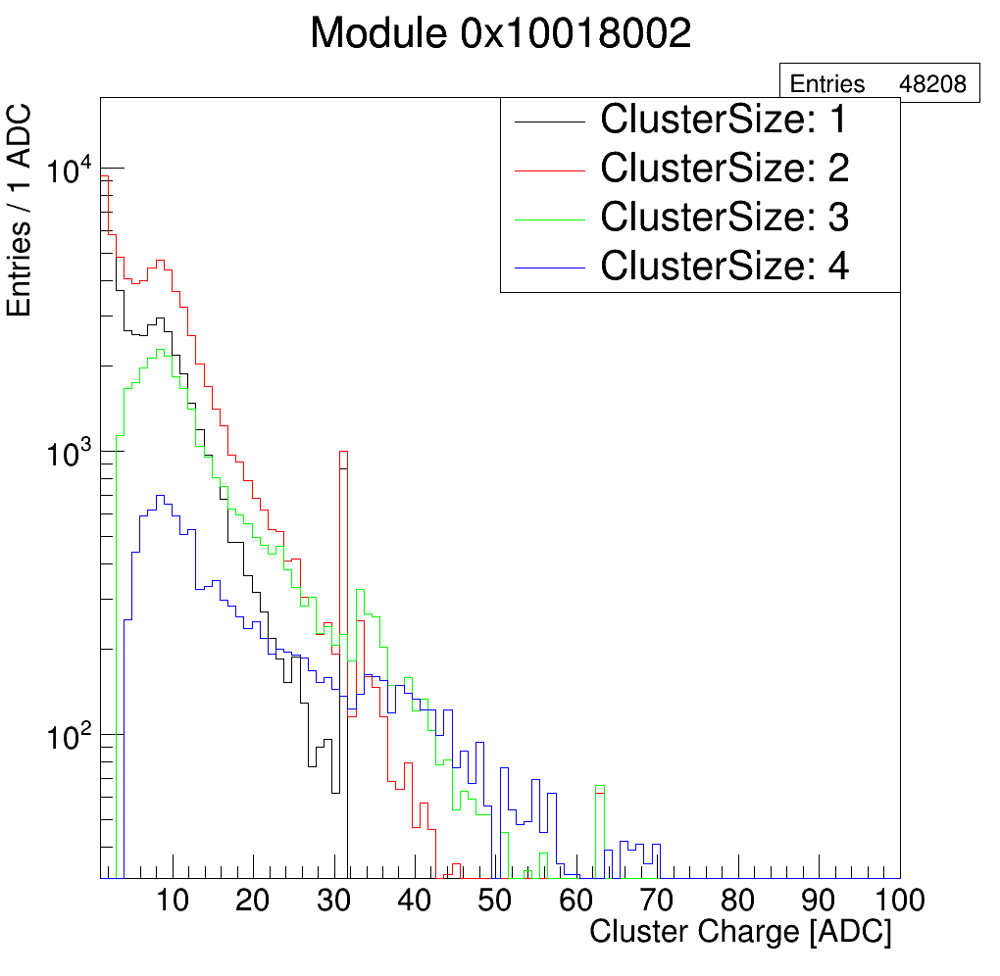 Module 0x10018002
Entries 48208
ClusterSize: 1
ClusterSize: 2
ClusterSize: 3
ClusterSize: 4
Entries / 1 ADC
10^4
10^3
10^2
10 20 30 40 50 60 70 80 90 100
Cluster Charge [ADC]